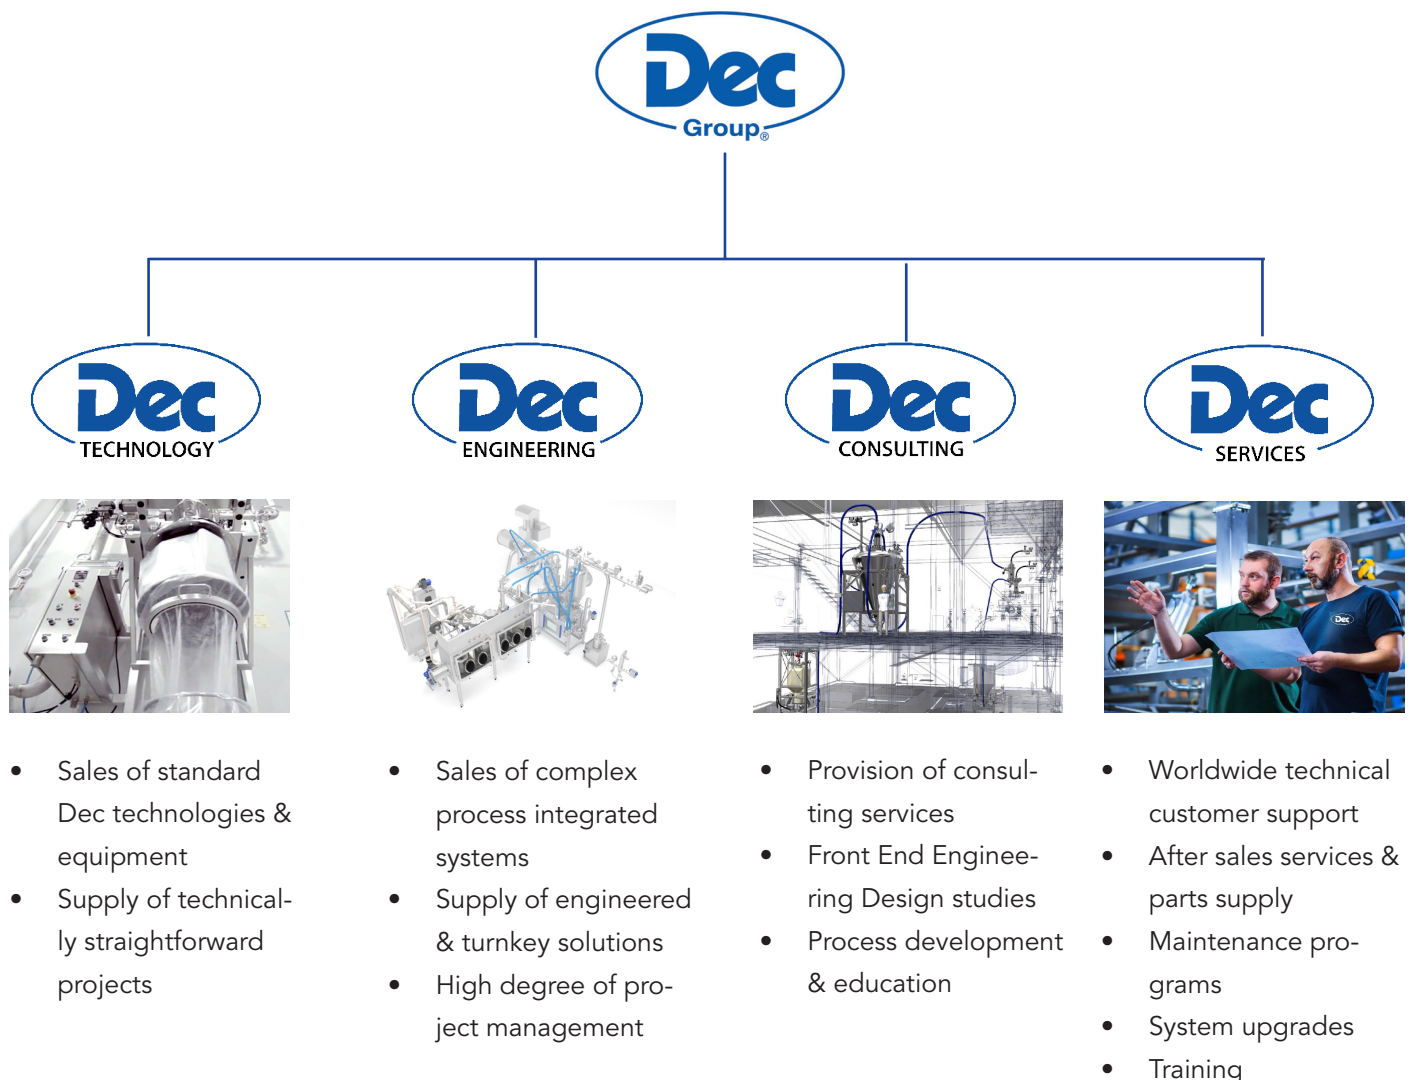 Dec
Group®
Dec
TECHNOLOGY
Dec
ENGINEERING
Dec
CONSULTING
Dec
SERVICES
Dec
• Sales of standard
Dec technologies &
equipment
• Supply of technical-
ly straightforward
projects
• Sales of complex
process integrated
systems
• Supply of engineered
& turnkey solutions
• High degree of pro-
ject management
• Provision of consul-
ting services
• Front End Enginee-
ring Design studies
• Process development
& education
• Worldwide technical
customer support
• After sales services &
parts supply
• Maintenance pro-
grams
• System upgrades
• Training